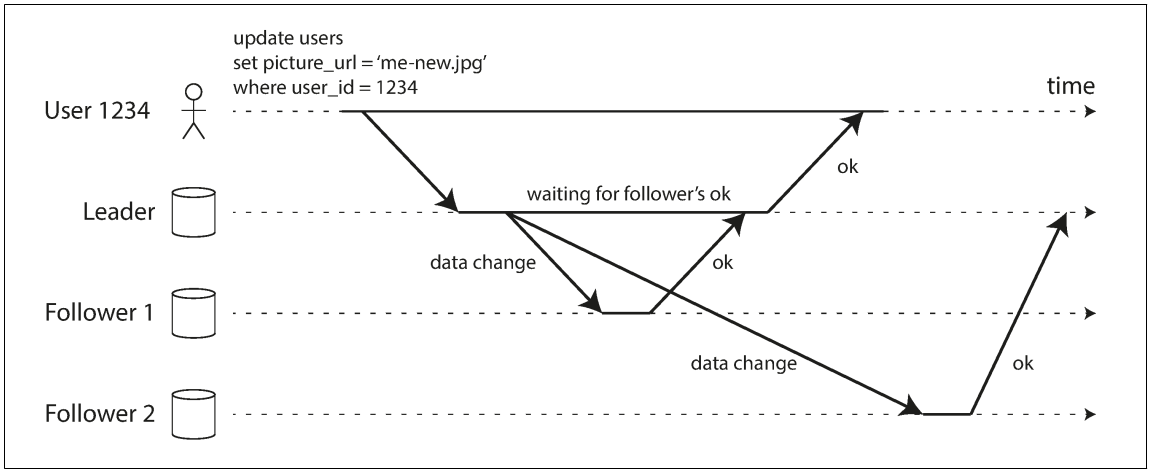 update users
set picture_url = ‘me-new.jpg’
where user_id = 1234
time
User 1234
ok
waiting for follower’s ok
Leader
data change
ok
Follower 1
data change
ok
Follower 2